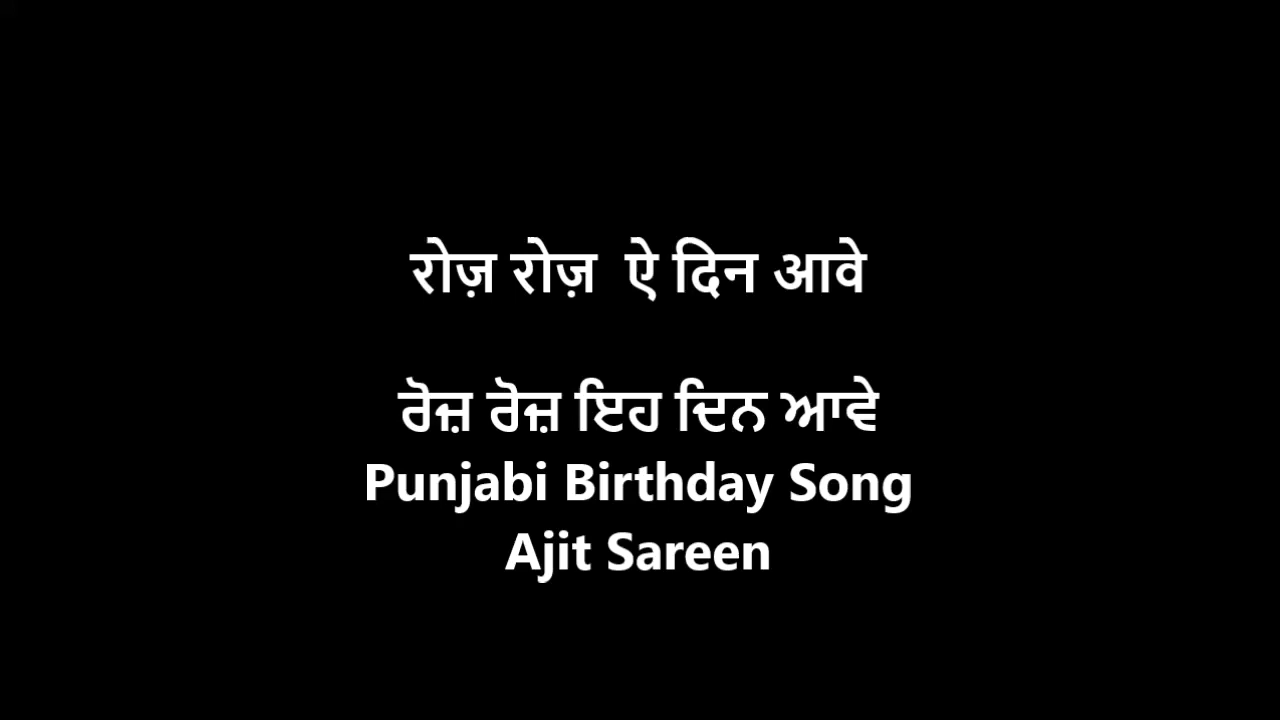 रोज़ रोज़ ऐ दिन आवे
ਰੋਜ਼ ਰੋਜ਼ ਇਹ ਦਿਨ ਆਵੇ
Punjabi Birthday Song
Ajit Sareen